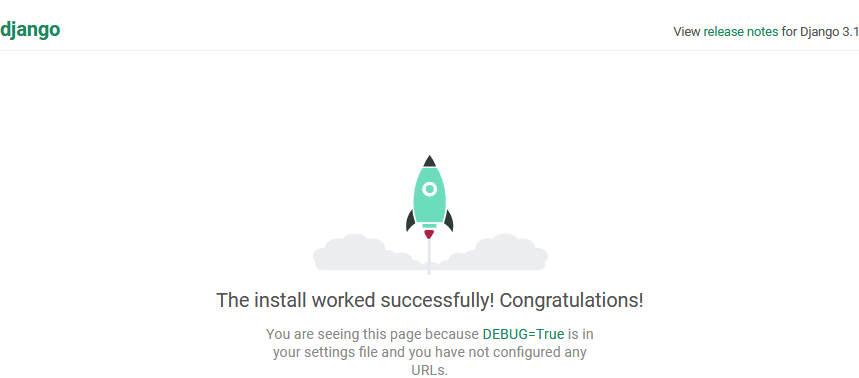 django
View release notes for Django 3.1
The install worked successfully! Congratulations!
You are seeing this page because DEBUG=True is in
your settings file and you have not configured any
URLs.